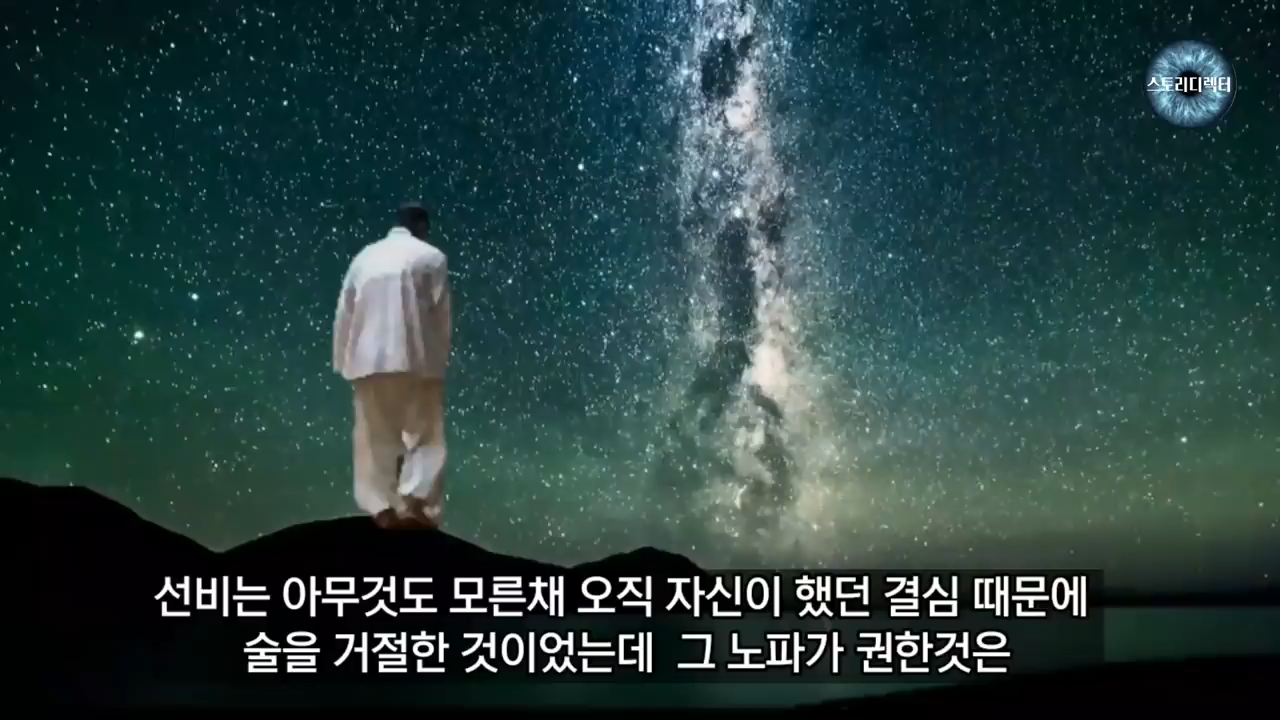 스토리디렉터
선비는 아무것도 모른채 오직 자신이 했던 결심 때문에
술을 거절한 것이었는데 그 노파가 권한것은